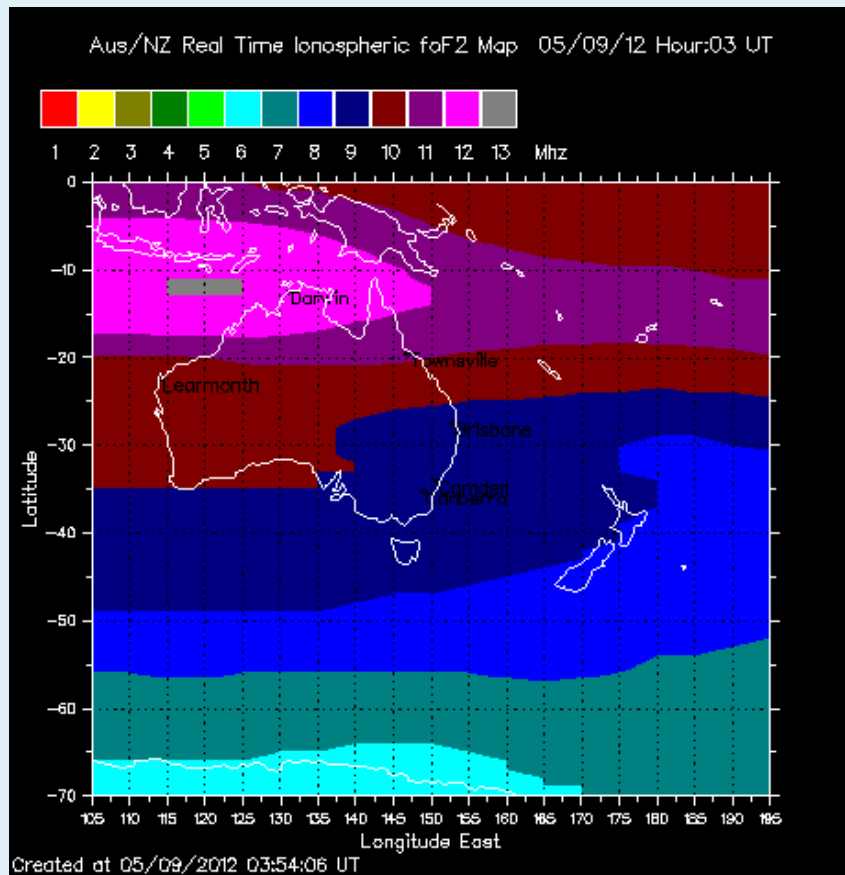 Aus/NZ Real Time Ionospheric foF2 Map 05/09/12 Hour:03 UT
1 2 3 4 5 6 7 8 9 10 11 12 13 Mhz
0
-10
Darwin
-20
Townsville
Learmonth
Brisbane
-30
Latitude
Camden
Canberra
-40
-50
-60
-70
105 110 115 120 125 130 135 140 145 150 155 160 165 170 175 180 185 190 195
Longitude East
Created at 05/09/2012 03:54:06 UT